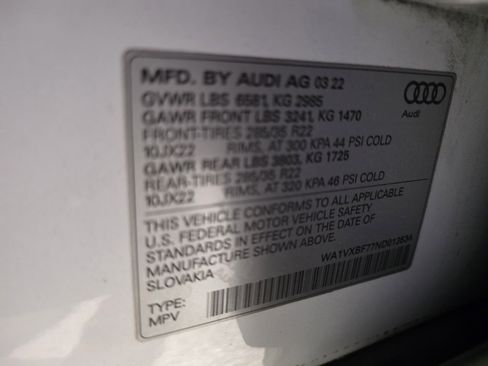 MFD. BY AUDI AG 03 22
GVWR LBS 6581, KG 2985
GAWR FRONT LBS 3241, KG 1470
FRONT-TIRES 285/35 R22
10JX22 RIMS, AT 300 KPA 44 PSI COLD
GAWR REAR LBS 3803, KG 1725
REAR-TIRES 285/35 R22
10JX22 RIMS, AT 320 KPA 46 PSI COLD
THIS VEHICLE CONFORMS TO ALL APPLICABLE
U.S. FEDERAL MOTOR VEHICLE SAFETY
STANDARDS IN EFFECT ON THE DATE OF
MANUFACTURE SHOWN ABOVE.
SLOVAKIA
TYPE:
MPV
Audi